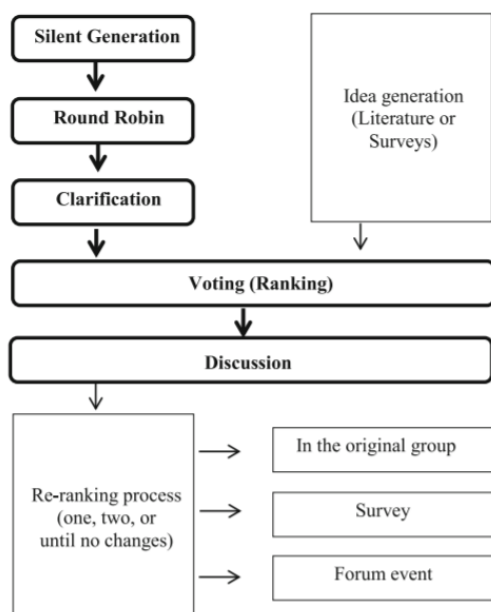 Silent Generation
Round Robin
Clarification
Idea generation
(Literature or
Surveys)
Voting (Ranking)
Discussion
Re-ranking process
(one, two, or
until no changes)
In the original group
Survey
Forum event